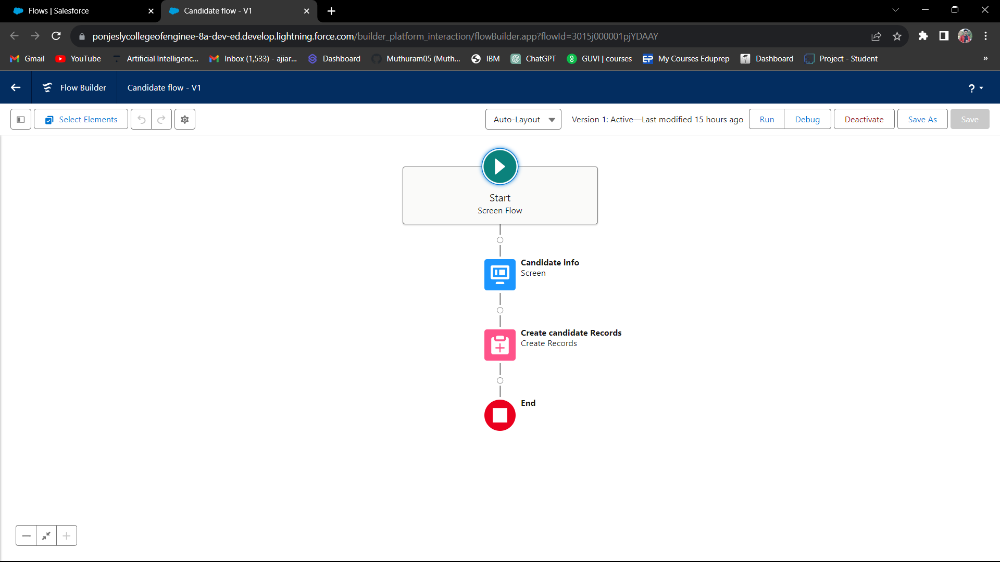 Flows | Salesforce
Candidate flow - V1
ponjeslycollegeofenginee-8a-dev-ed.develop.lightning.force.com/builder_platform_interaction/flowBuilder.app?flowId=3015j000001pjYDAAY
Gmail YouTube Artificial Intelligenc... Inbox (1,533) - ajiar... Dashboard Muthuram05 (Muth... IBM ChatGPT GUVI | courses My Courses Eduprep Dashboard Project - Student »
Flow Builder Candidate flow - V1 ?
Select Elements Auto-Layout Version 1: Active—Last modified 15 hours ago Run Debug Deactivate Save As Save
Start
Screen Flow
Candidate info
Screen
Create candidate Records
Create Records
End